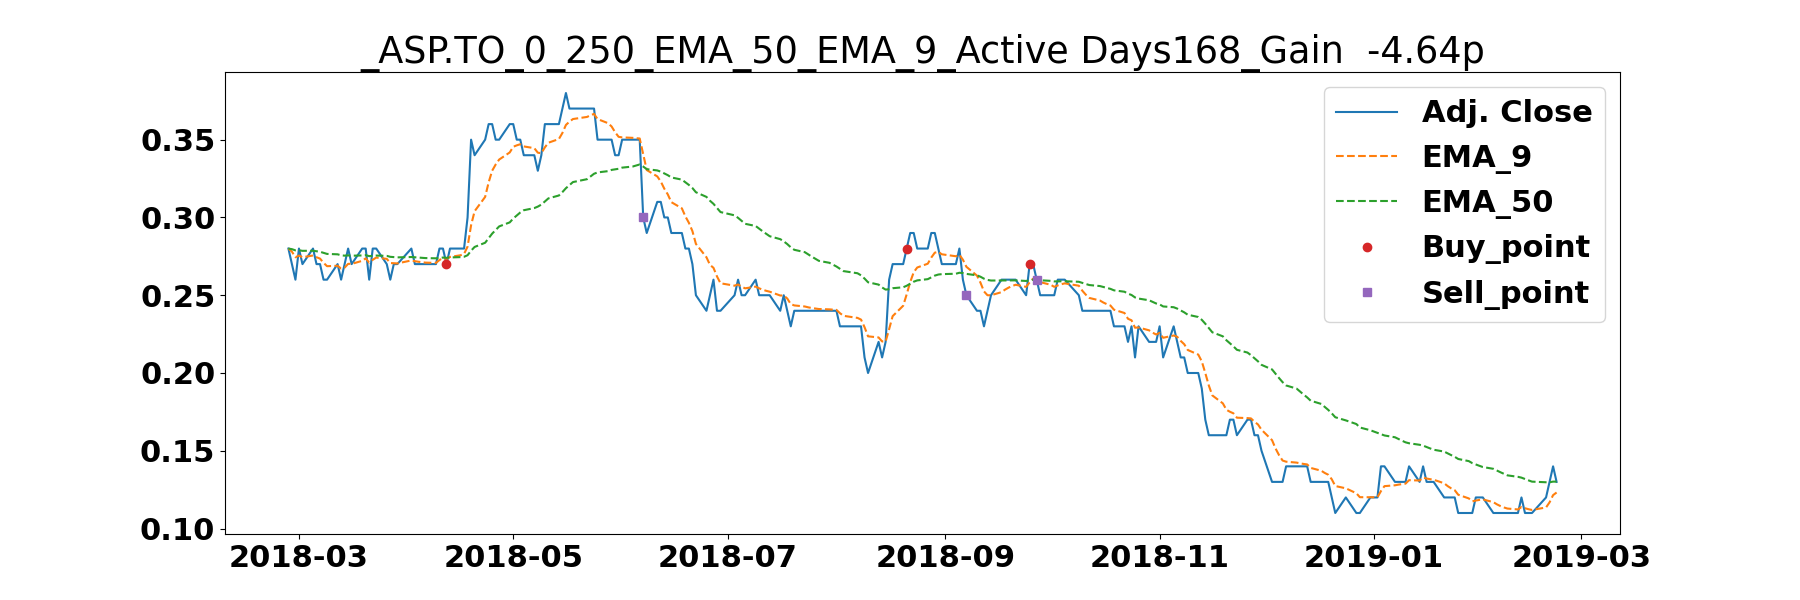 _ASP.TO_0_250_EMA_50_EMA_9_Active Days168_Gain  -4.64p
Adj. Close
EMA_9
EMA_50
Buy_point
Sell_point
0.35
0.30
0.25
0.20
0.15
0.10
2018-03 2018-05 2018-07 2018-09 2018-11 2019-01 2019-03